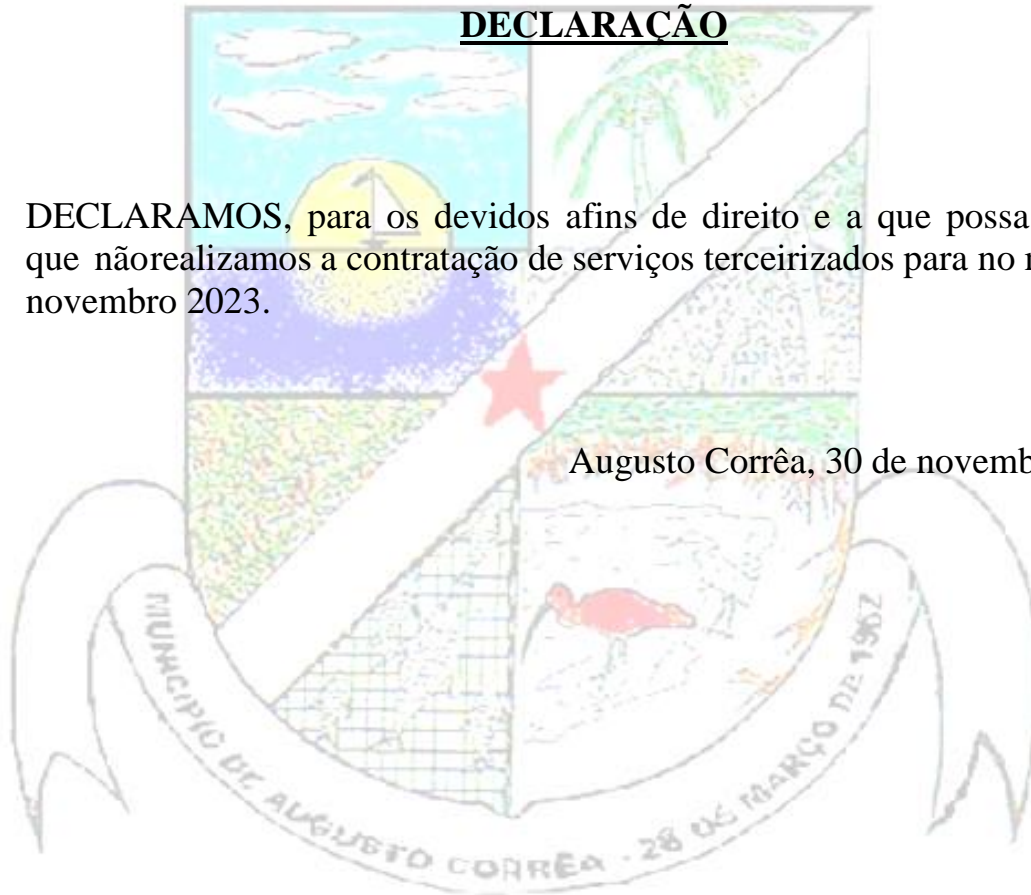 DECLARAÇÃO
DECLARAMOS, para os devidos afins de direito e a que possa
que nãorealizamos a contratação de serviços terceirizados para no
novembro 2023.
Augusto Corrêa, 30 de novemb
MUNICIPIO DE AUGUSTO CORRÊA - 28 DE MARÇO DE 1962